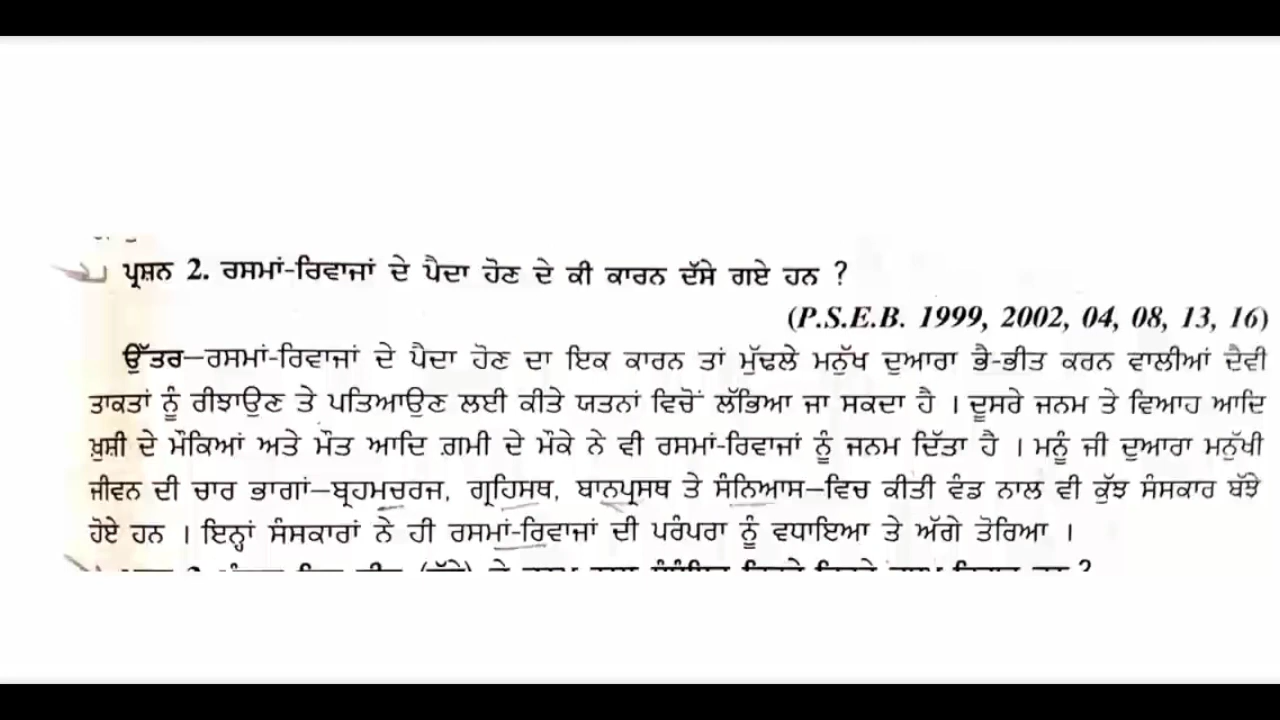 ਪ੍ਰਸ਼ਨ 2. ਰਸਮਾਂ-ਰਿਵਾਜਾਂ ਦੇ ਪੈਦਾ ਹੋਣ ਦੇ ਕੀ ਕਾਰਨ ਦੱਸੇ ਗਏ ਹਨ ?
(P.S.E.B. 1999, 2002, 04, 08, 13, 16)
ਉੱਤਰ—ਰਸਮਾਂ-ਰਿਵਾਜਾਂ ਦੇ ਪੈਦਾ ਹੋਣ ਦਾ ਇਕ ਕਾਰਨ ਤਾਂ ਮੁੱਢਲੇ ਮਨੁੱਖ ਦੁਆਰਾ ਭੈ-ਭੀਤ ਕਰਨ ਵਾਲੀਆਂ ਦੈਵੀ
ਤਾਕਤਾਂ ਨੂੰ ਰੀਝਾਉਣ ਤੇ ਪਤਿਆਉਣ ਲਈ ਕੀਤੇ ਯਤਨਾਂ ਵਿਚੋਂ ਲੱਭਿਆ ਜਾ ਸਕਦਾ ਹੈ । ਦੂਸਰੇ ਜਨਮ ਤੇ ਵਿਆਹ ਆਦਿ
ਖ਼ੁਸ਼ੀ ਦੇ ਮੌਕਿਆਂ ਅਤੇ ਮੌਤ ਆਦਿ ਗ਼ਮੀ ਦੇ ਮੌਕੇ ਨੇ ਵੀ ਰਸਮਾਂ-ਰਿਵਾਜਾਂ ਨੂੰ ਜਨਮ ਦਿੱਤਾ ਹੈ । ਮਨੂੰ ਜੀ ਦੁਆਰਾ ਮਨੁੱਖੀ
ਜੀਵਨ ਦੀ ਚਾਰ ਭਾਗਾਂ—ਬ੍ਰਹਮਚਰਜ, ਗ੍ਰਹਿਸਥ, ਬਾਨਪ੍ਰਸਥ ਤੇ ਸੰਨਿਆਸ—ਵਿਚ ਕੀਤੀ ਵੰਡ ਨਾਲ ਵੀ ਕੁੱਝ ਸੰਸਕਾਰ ਬੱਝੇ
ਹੋਏ ਹਨ । ਇਨ੍ਹਾਂ ਸੰਸਕਾਰਾਂ ਨੇ ਹੀ ਰਸਮਾਂ-ਰਿਵਾਜਾਂ ਦੀ ਪਰੰਪਰਾ ਨੂੰ ਵਧਾਇਆ ਤੇ ਅੱਗੇ ਤੋਰਿਆ ।